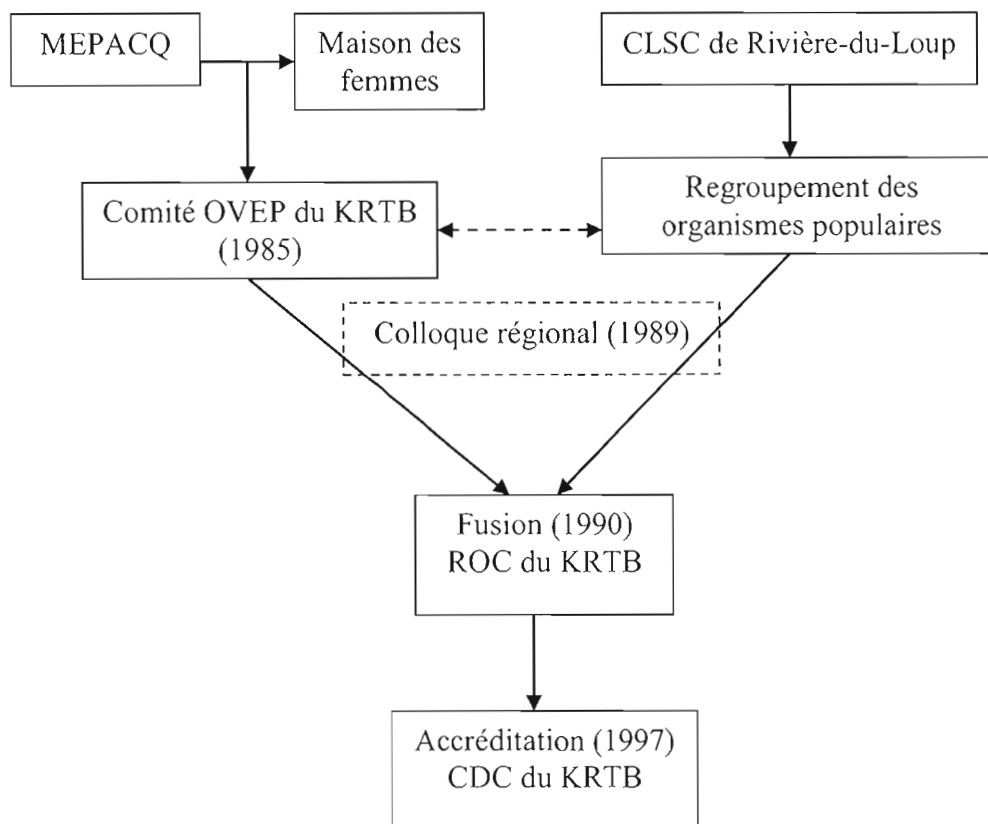 MEPACQ
Maison des
femmes
CLSC de Rivière-du-Loup
Comité OVEP du KRTB
(1985)
Regroupement des
organismes populaires
Colloque régional (1989)
Fusion (1990)
ROC du KRTB
Accréditation (1997)
CDC du KRTB